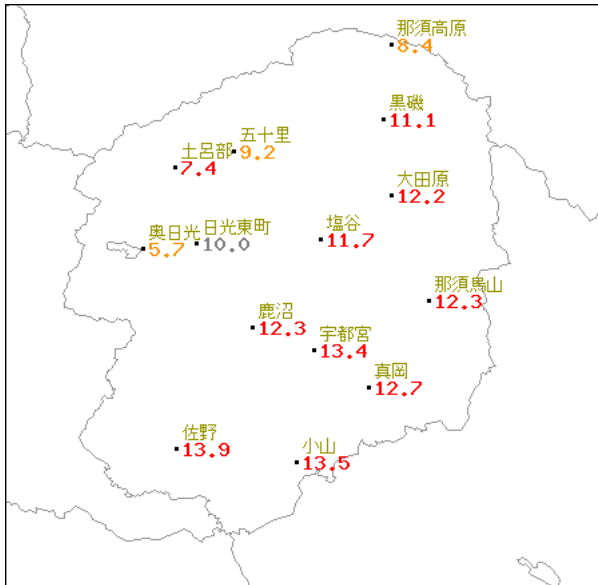 那須高原
8.4
黒磯
11.1
五十里
9.2
土呂部
7.4
大田原
12.2
日光東町
10.0
奥日光
5.7
塩谷
11.7
那須烏山
12.3
鹿沼
12.3
宇都宮
13.4
真岡
12.7
佐野
13.9
小山
13.5